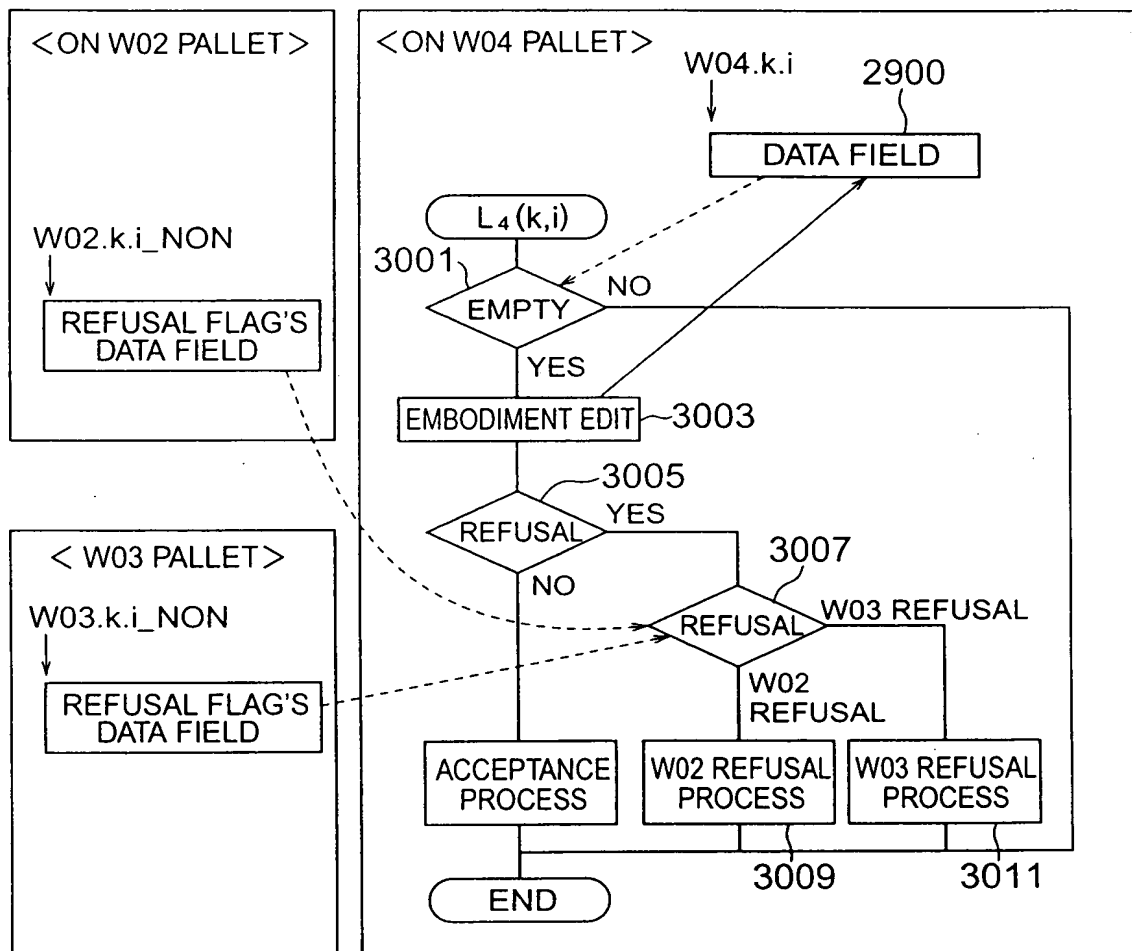 <ON W02 PALLET>
W02.k.i_NON
REFUSAL FLAG'S
DATA FIELD
< W03 PALLET>
W03.k.i_NON
REFUSAL FLAG'S
DATA FIELD
<ON W04 PALLET>
W04.k.i
2900
DATA FIELD
L4(k,i)
3001
EMPTY
NO
YES
EMBODIMENT EDIT
3003
3005
REFUSAL
YES
NO
3007
REFUSAL
W03 REFUSAL
W02
REFUSAL
ACCEPTANCE
PROCESS
W02 REFUSAL
PROCESS
W03 REFUSAL
PROCESS
3009
3011
END